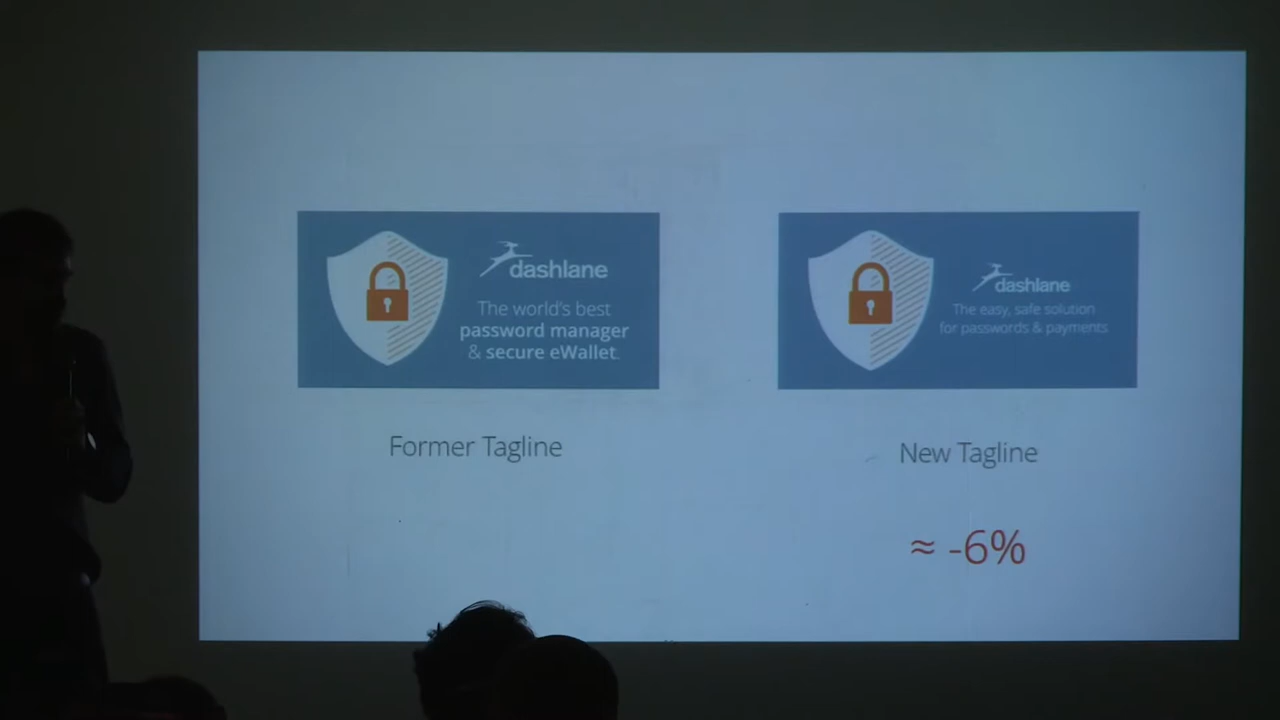 dashlane
The world's best
password manager
& secure eWallet.
Former Tagline
dashlane
The easy, safe solution
for passwords & payments
New Tagline
≈ -6%